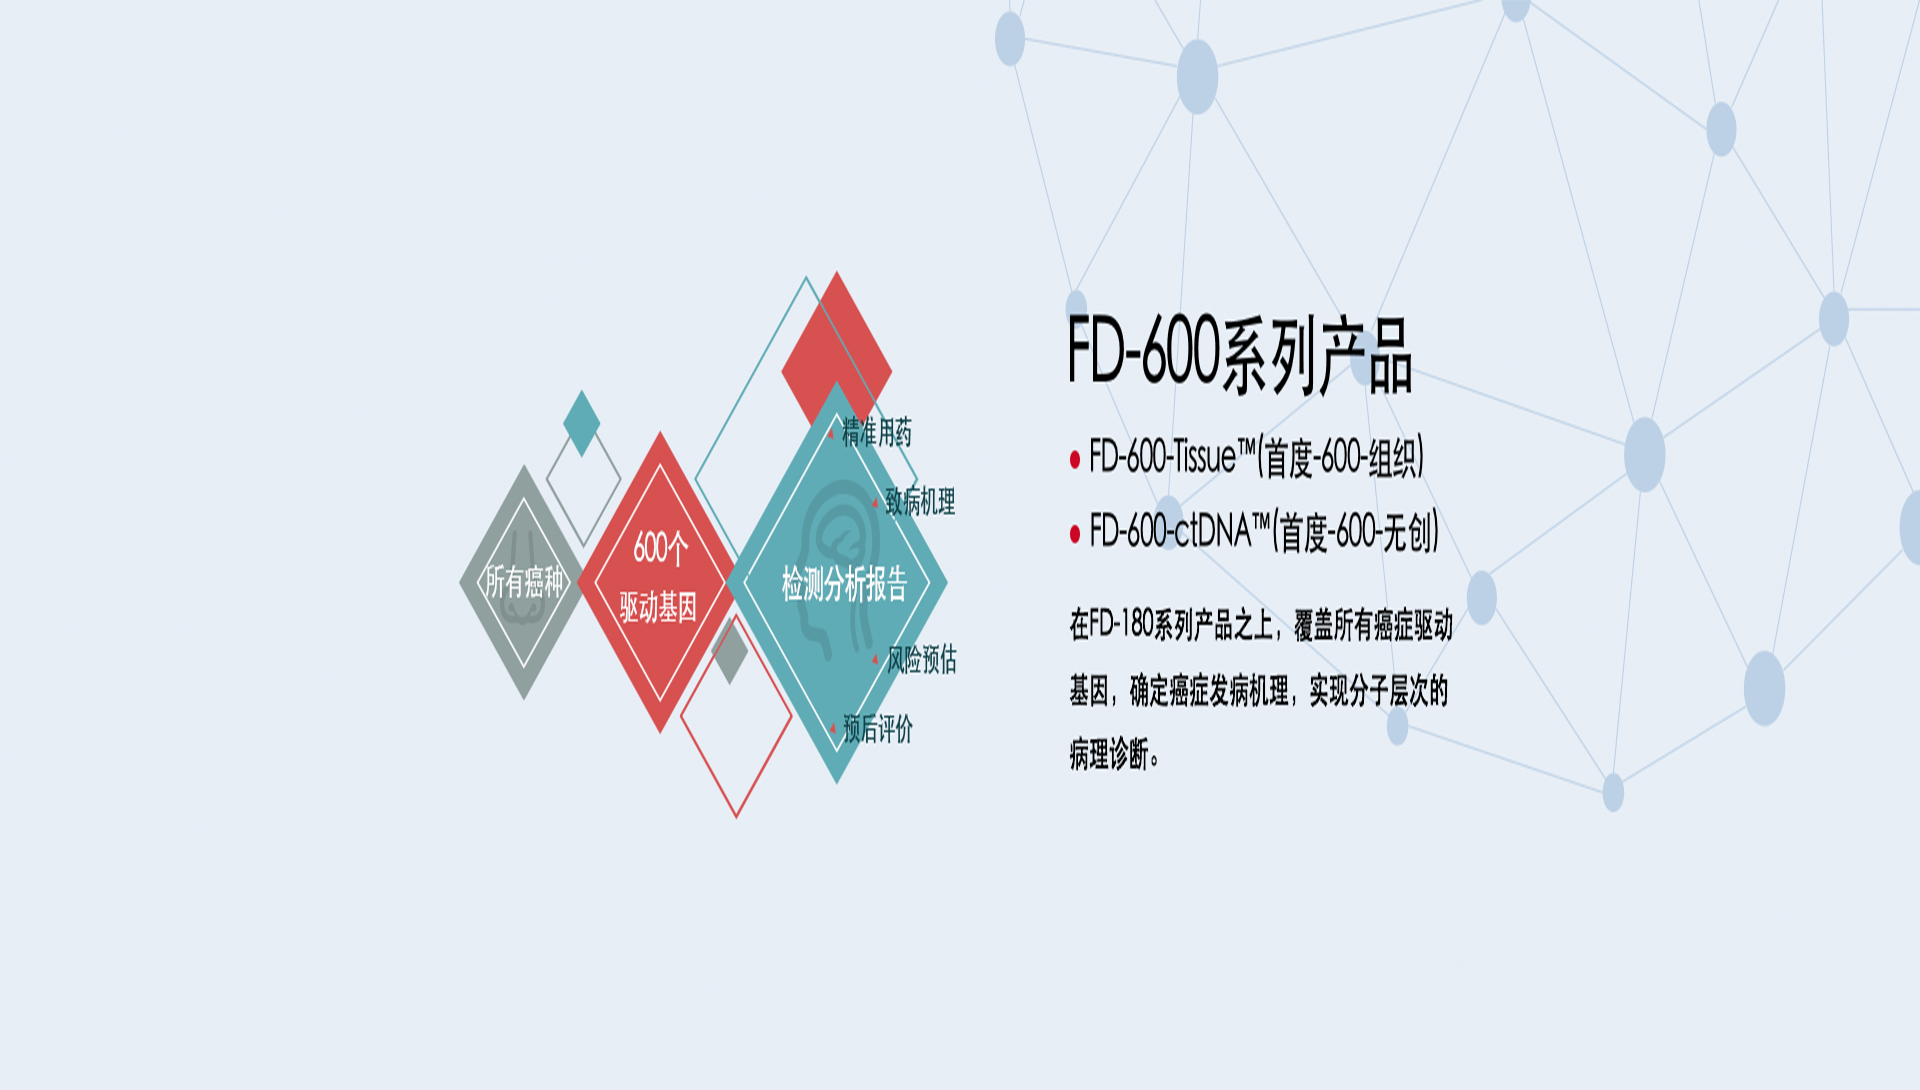 所有癌种
600个
驱动基因
检测分析报告
精准用药
致病机理
风险预估
预后评价
FD-600系列产品
FD-600-Tissue™(首度-600-组织)
FD-600-ctDNA™(首度-600-无创)
在FD-180系列产品之上，覆盖所有癌症驱动
基因，确定癌症发病机理，实现分子层次的
病理诊断。